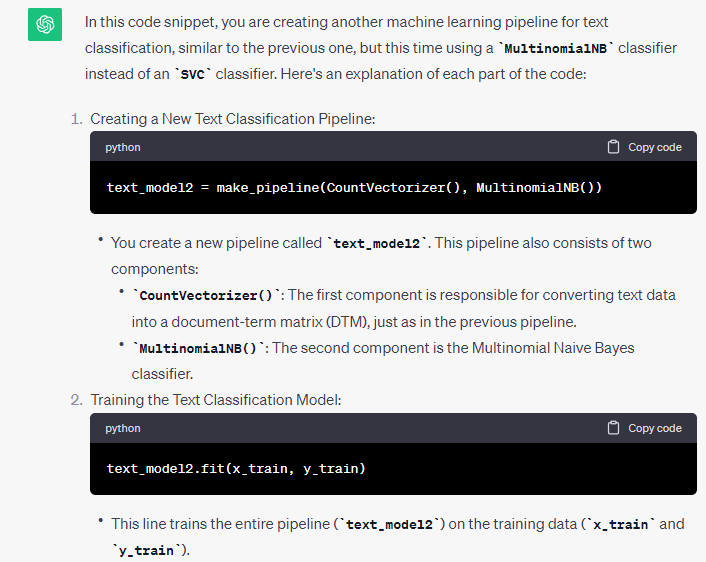 In this code snippet, you are creating another machine learning pipeline for text
classification, similar to the previous one, but this time using a `MultinomialNB` classifier
instead of an `SVC` classifier. Here's an explanation of each part of the code:
1. Creating a New Text Classification Pipeline:
python Copy code
text_model2 = make_pipeline(CountVectorizer(), MultinomialNB())
• You create a new pipeline called `text_model2`. This pipeline also consists of two
components:
• `CountVectorizer()`: The first component is responsible for converting text data
into a document-term matrix (DTM), just as in the previous pipeline.
• `MultinomialNB()`: The second component is the Multinomial Naive Bayes
classifier.
2. Training the Text Classification Model:
python Copy code
text_model2.fit(x_train, y_train)
• This line trains the entire pipeline (`text_model2`) on the training data (`x_train` and
`y_train`).